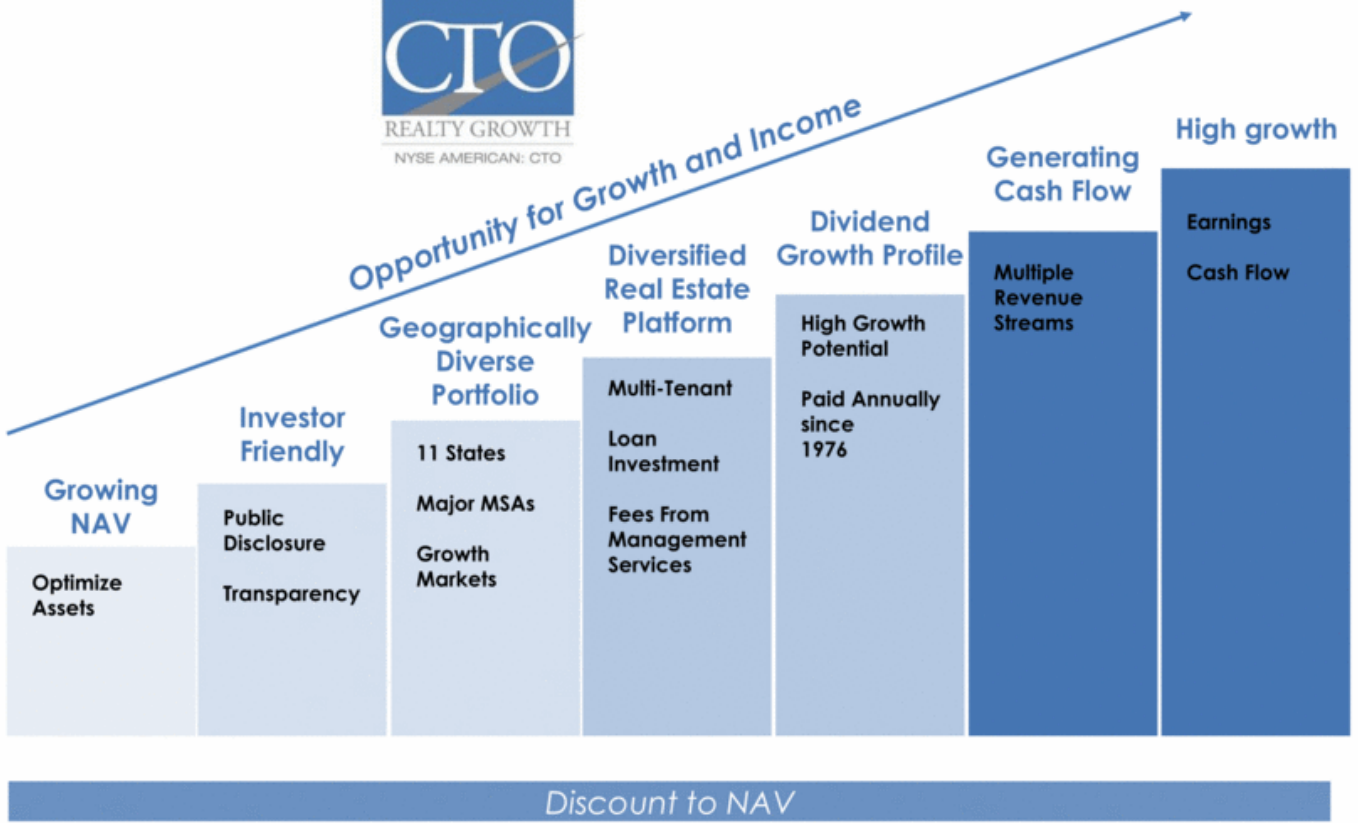 CTO
REALTY GROWTH
NYSE AMERICAN: CTO
Opportunity for Growth and Income
Growing
NAV
Optimize
Assets
Investor
Friendly
Public
Disclosure
Transparency
Geographically
Diverse
Portfolio
11 States
Major MSAs
Growth
Markets
Diversified
Real Estate
Platform
Multi-Tenant
Loan
Investment
Fees From
Management
Services
Dividend
Growth Profile
High Growth
Potential
Paid Annually
since
1976
Generating
Cash Flow
Multiple
Revenue
Streams
High growth
Earnings
Cash Flow
Discount to NAV